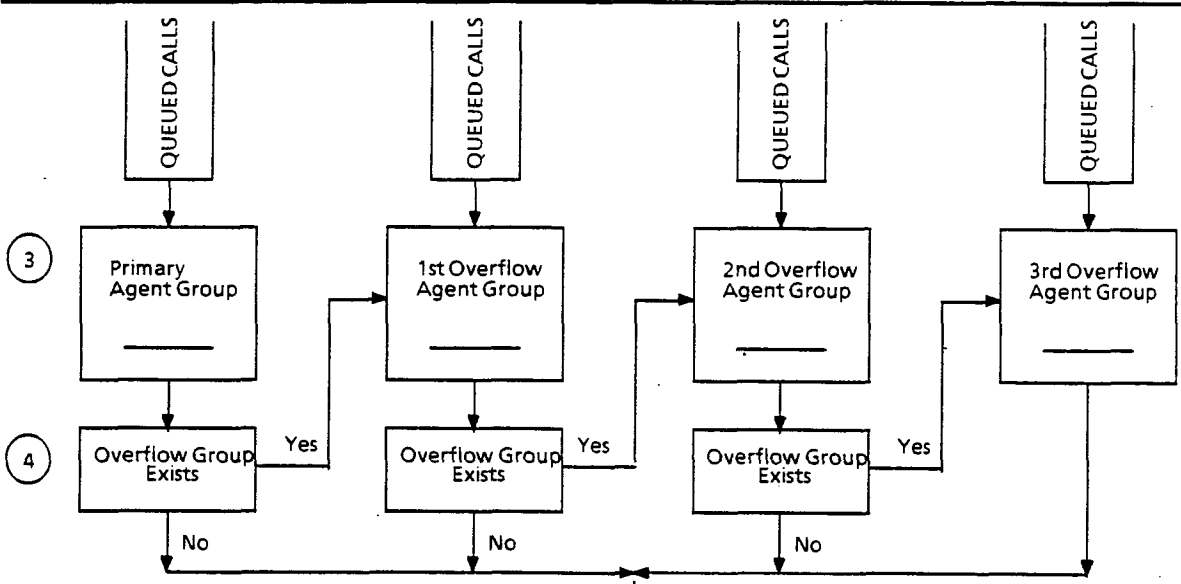 QUEUED CALLS
QUEUED CALLS
QUEUED CALLS
QUEUED CALLS
3
Primary
Agent Group
1st Overflow
Agent Group
2nd Overflow
Agent Group
3rd Overflow
Agent Group
4
Overflow Group
Exists
Yes
Overflow Group
Exists
Yes
Overflow Group
Exists
Yes
No
No
No